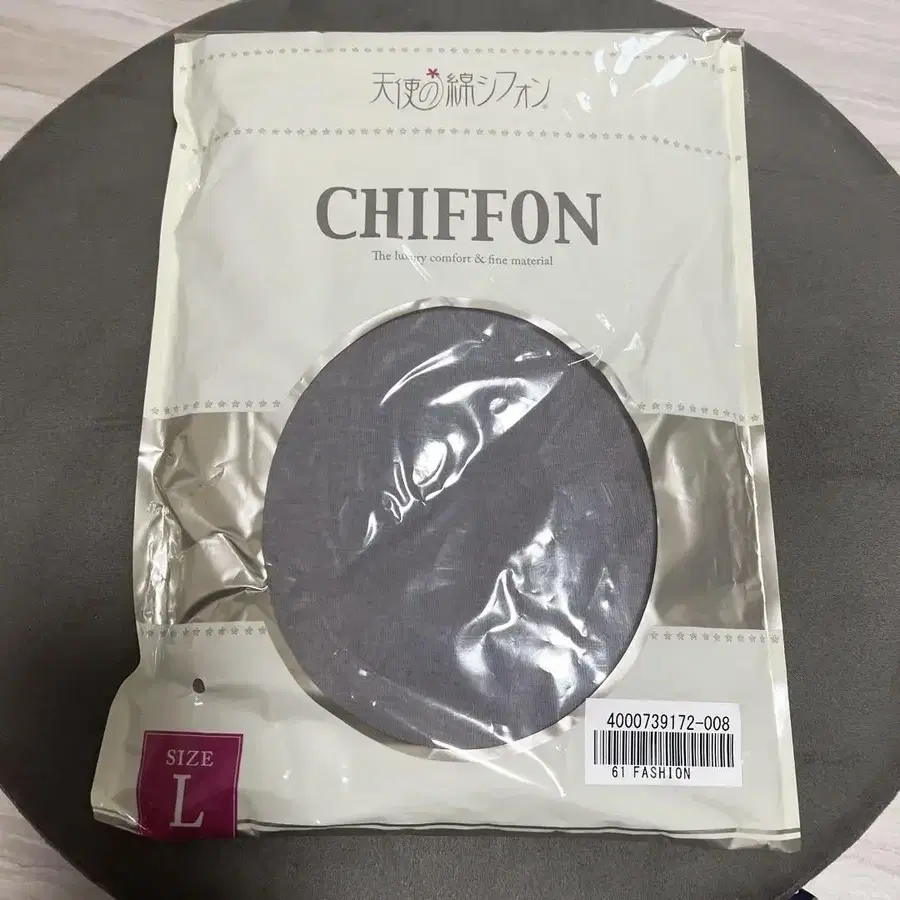 天使の綿シフォン®
CHIFFON
The luxury comfort & fine material
SIZE
L
4000739172-008
61 FASHION